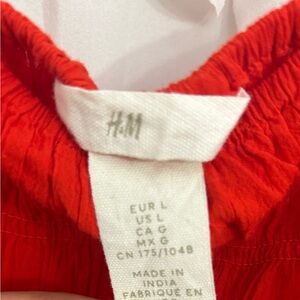 H&M
EUR L
US L
CA G
MX G
CN 175/104B
MADE IN
INDIA
FABRIQUÉ EN